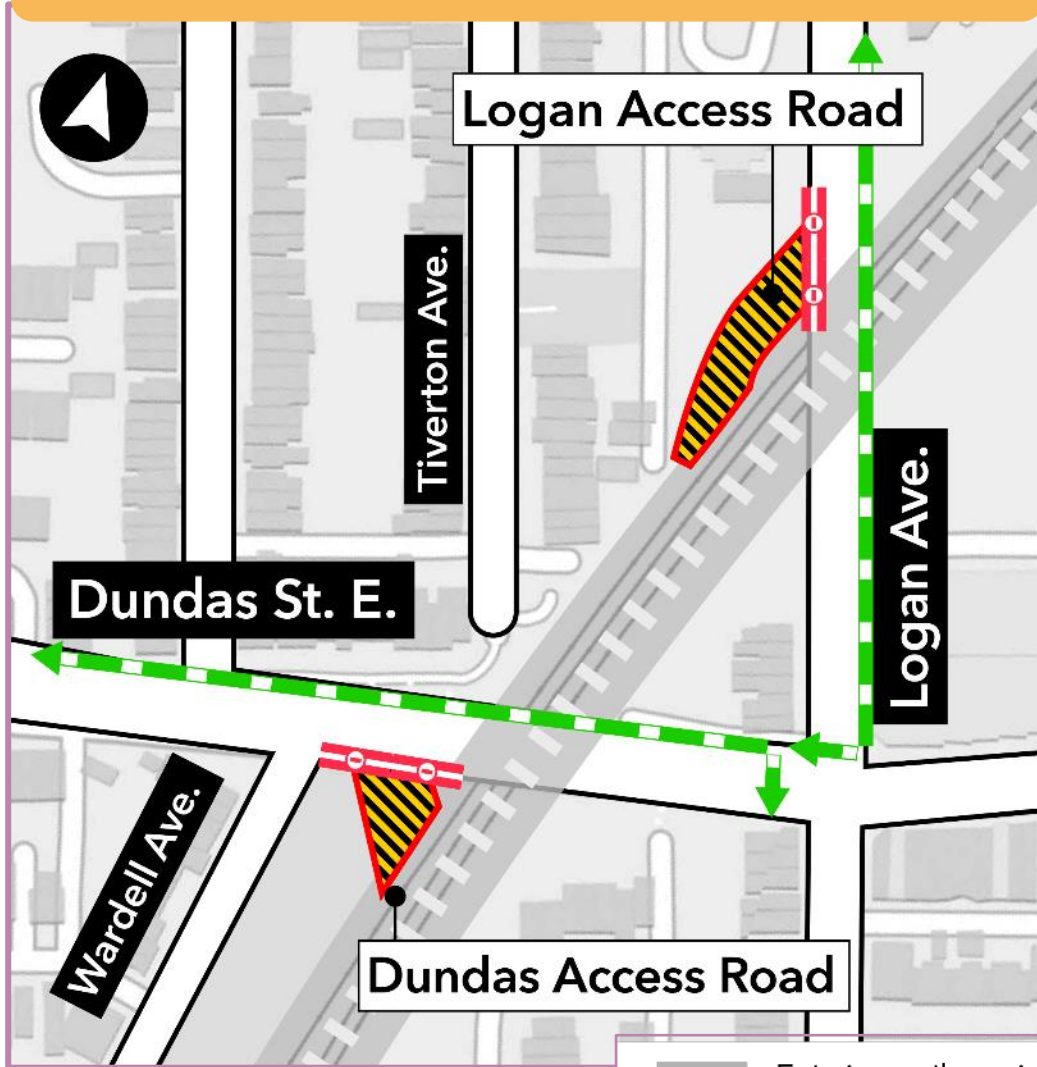 Logan Access Road
Tiverton Ave.
Dundas St. E.
Logan Ave.
Wardell Ave.
Dundas Access Road